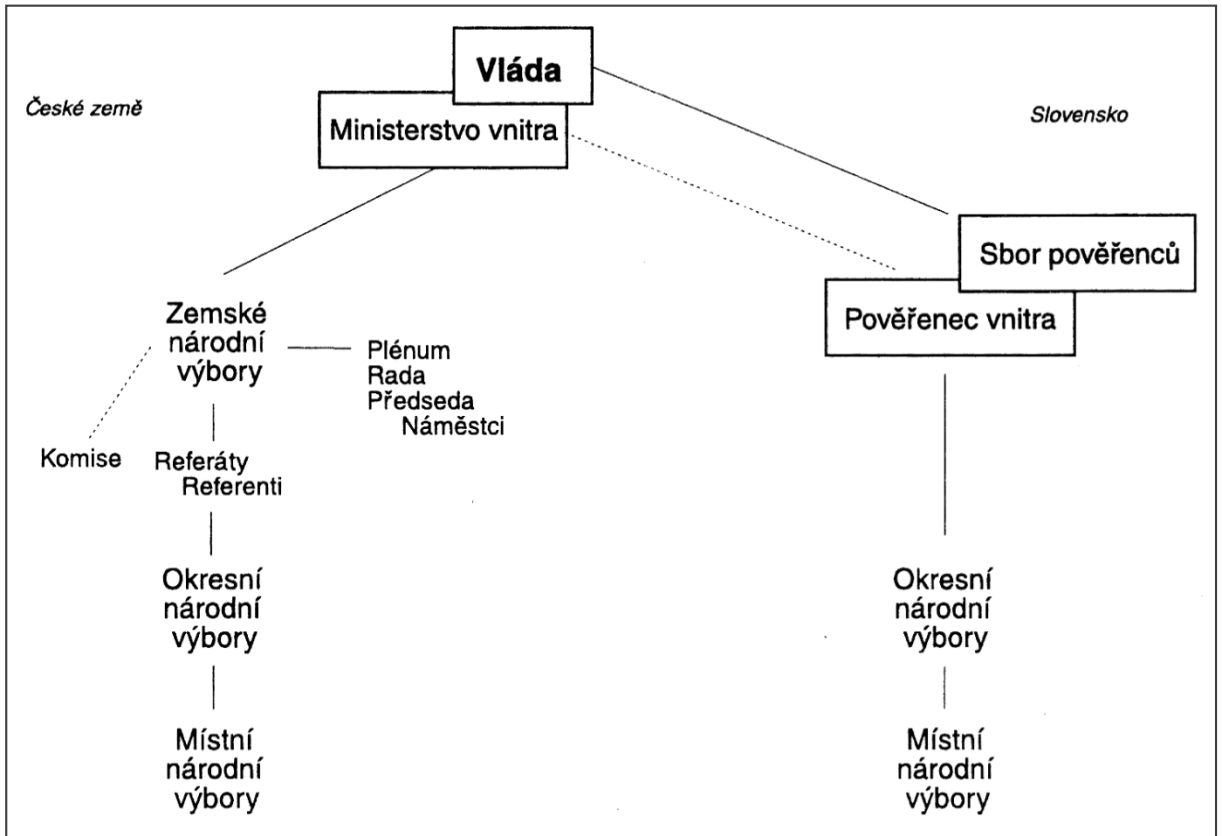 Vláda
České země
Ministerstvo vnitra
Slovensko
Sbor pověřenců
Pověřenec vnitra
Zemské
národní
výbory
Plénum
Rada
Předseda
Náměstci
Komise
Referáty
Referenti
Okresní
národní
výbory
Okresní
národní
výbory
Místní
národní
výbory
Místní
národní
výbory